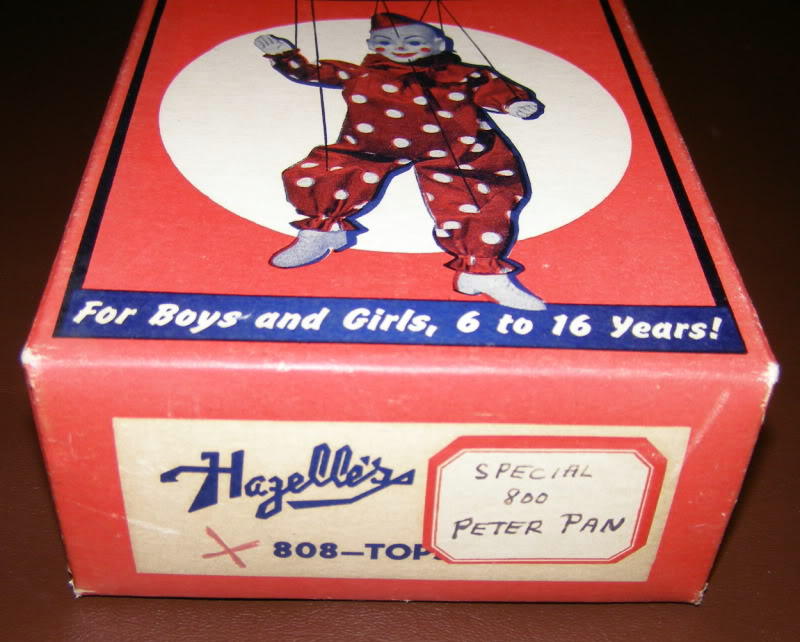 For Boys and Girls, 6 to 16 Years!
Hazelle's
808—TOP
SPECIAL
800
PETER PAN